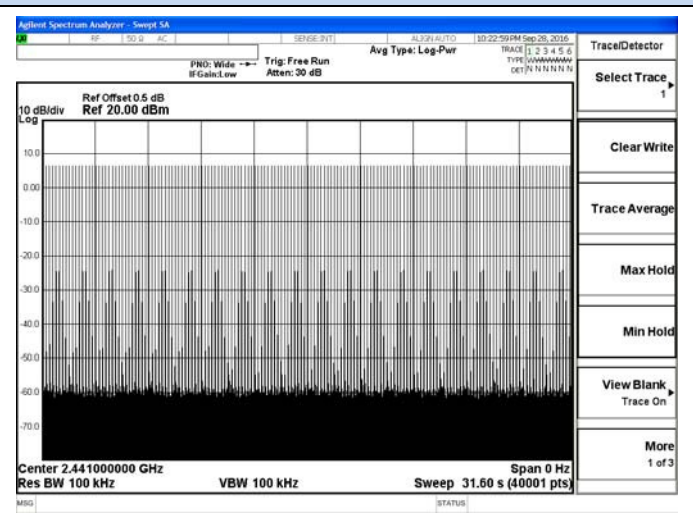 Agilent Spectrum Analyzer - Swept SA
RF 50 Ω AC SENSE:INT ALIGN AUTO 10:22:59 PM Sep 28, 2016
Avg Type: Log-Pwr
TRACE 1 2 3 4 5 6
TYPE
DET N N N N N N
PNO: Wide
IFGain:Low
Trig: Free Run
Atten: 30 dB
Ref Offset 0.5 dB
10 dB/div Ref 20.00 dBm
Log
10.0
0.00
-10.0
-20.0
-30.0
-40.0
-50.0
-60.0
-70.0
Center 2.441000000 GHz Span 0 Hz
Res BW 100 kHz VBW 100 kHz Sweep 31.60 s (40001 pts)
MSG STATUS
Trace/Detector
Select Trace
1
Clear Write
Trace Average
Max Hold
Min Hold
View Blank
Trace On
More
1 of 3